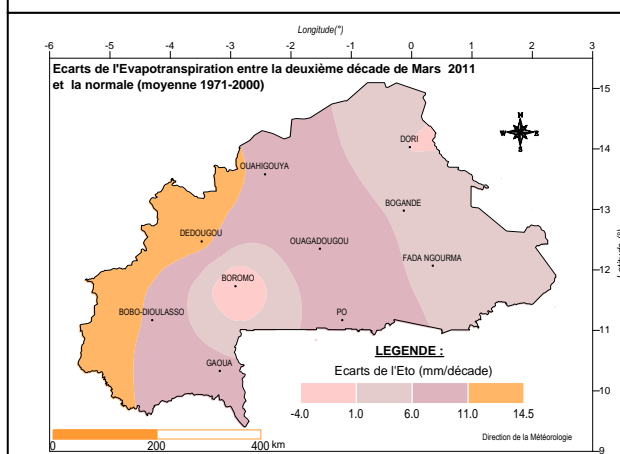 Longitude(°)
-6 -5 -4 -3 -2 -1 0 1 2 3
Ecarts de l'Evapotranspiration entre la deuxième décade de Mars 2011
et la normale (moyenne 1971-2000)
15
N
W
S
DORI
14
OUAHIGOUYA
BOGANDE
13
DEDOUGOU
OUAGADOUGOU
FADA NGOURMA
12
BOROMO
BOBO-DIOULASSO
PO
11
LEGENDE :
GAOUA
Ecarts de l'Eto (mm/décade)
10
-4.0 1.0 6.0 11.0 14.5
Direction de la Météorologie
0 200 400 km
9